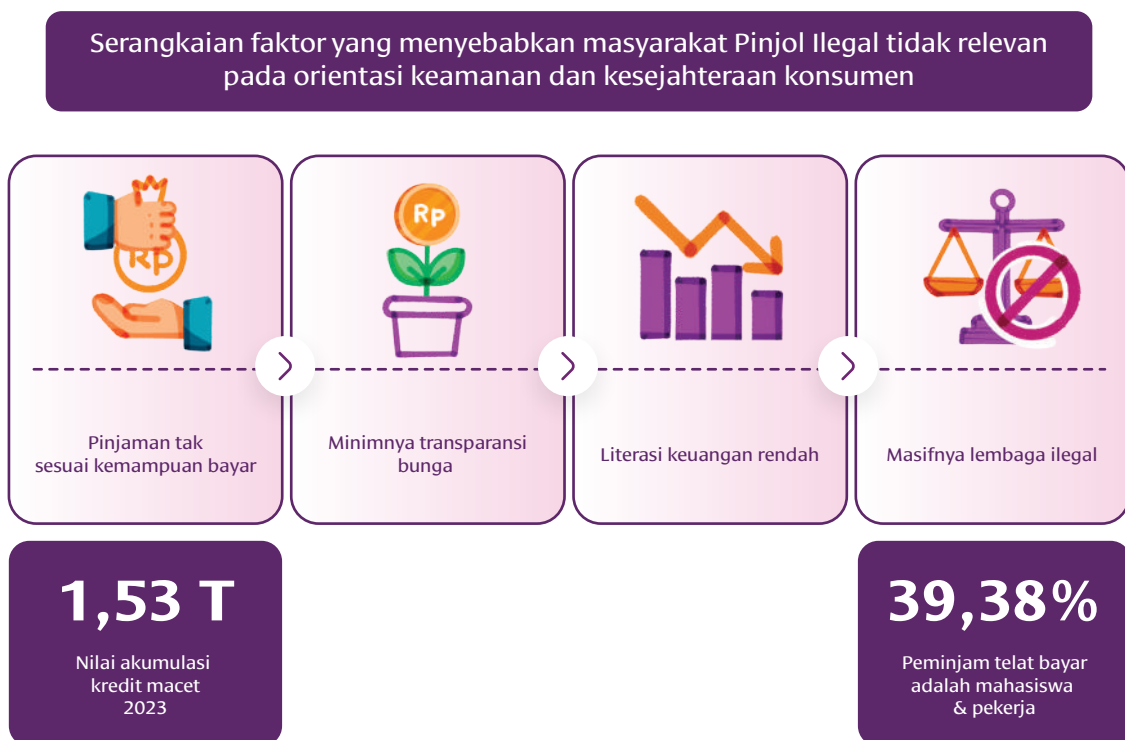 Serangkaian faktor yang menyebabkan masyarakat Pinjol Ilegal tidak relevan
pada orientasi keamanan dan kesejahteraan konsumen
Rp
RP
Pinjaman tak
sesuai kemampuan bayar
Minimnya transparansi
bunga
Literasi keuangan rendah
Masifnya lembaga ilegal
1,53 T
Nilai akumulasi
kredit macet
2023
39,38%
Peminjam telat bayar
adalah mahasiswa
& pekerja